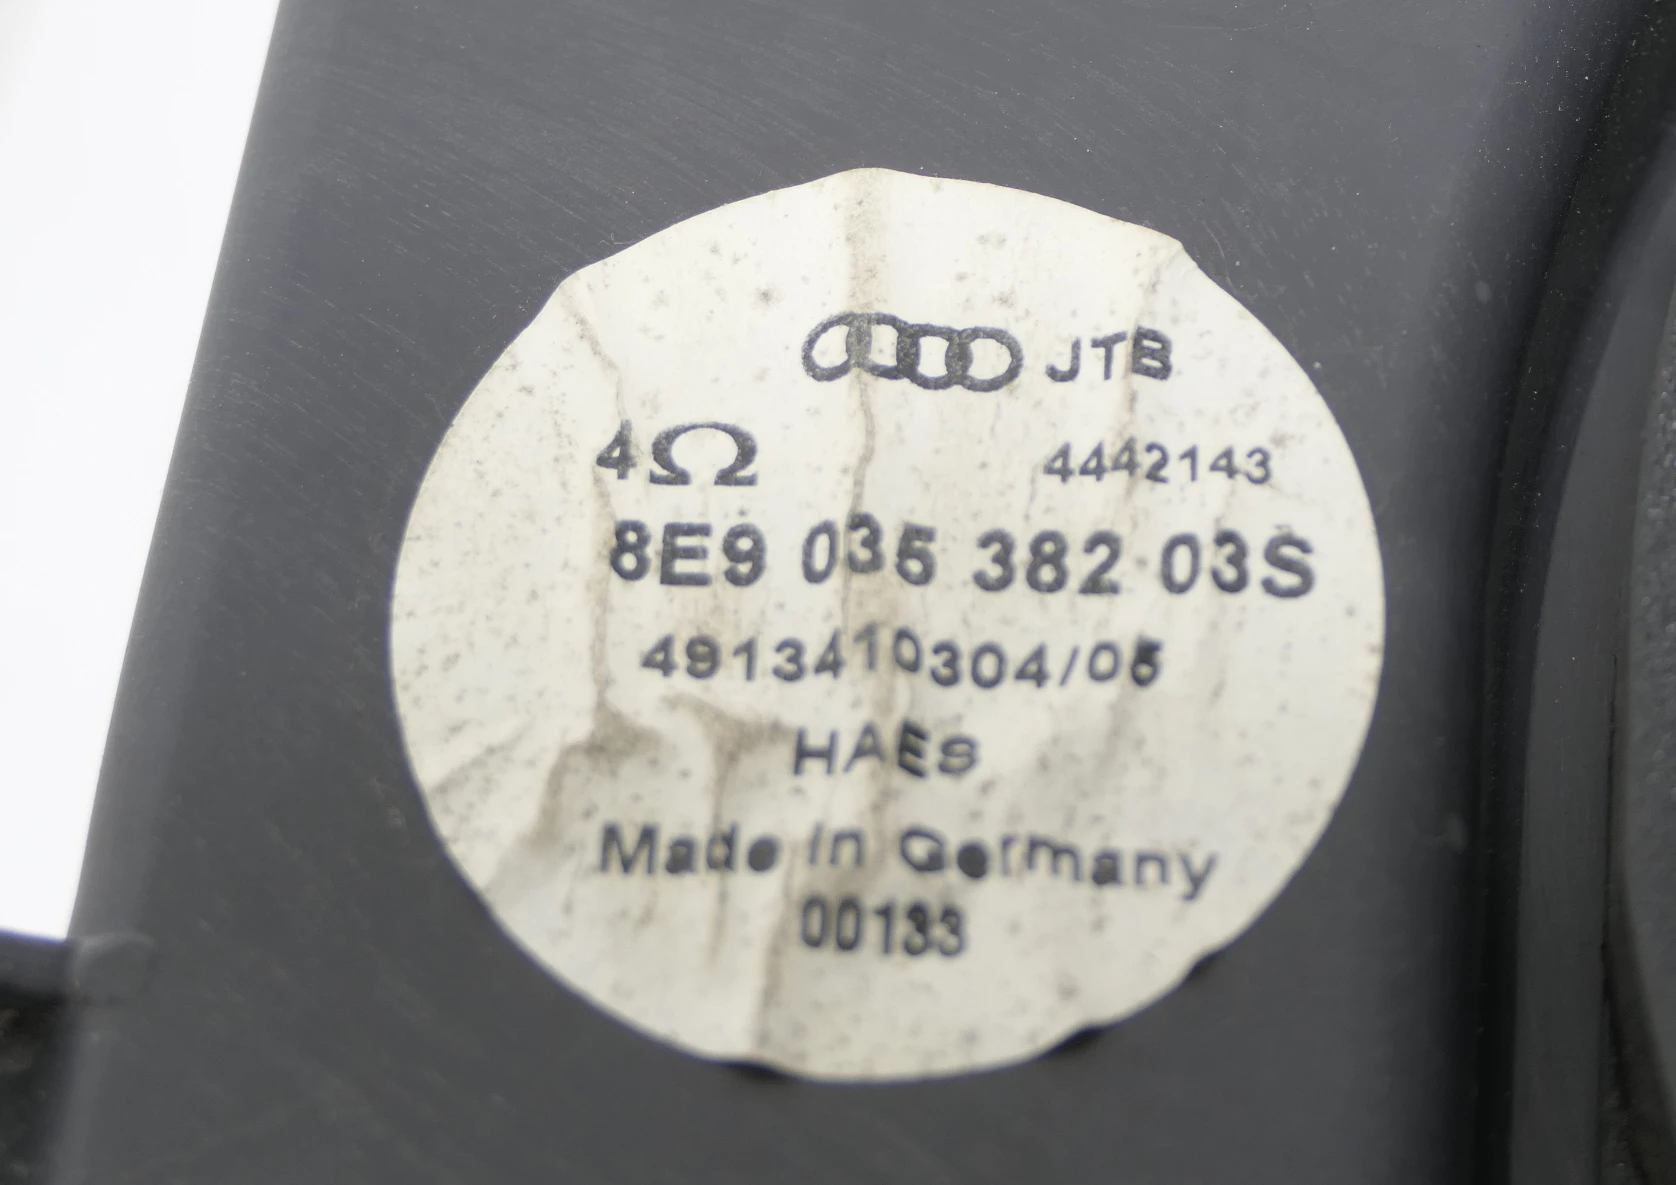 JTB
4Ω 4442143
8E9 035 382 03S
4913410304/05
HAES
Made in Germany
00133